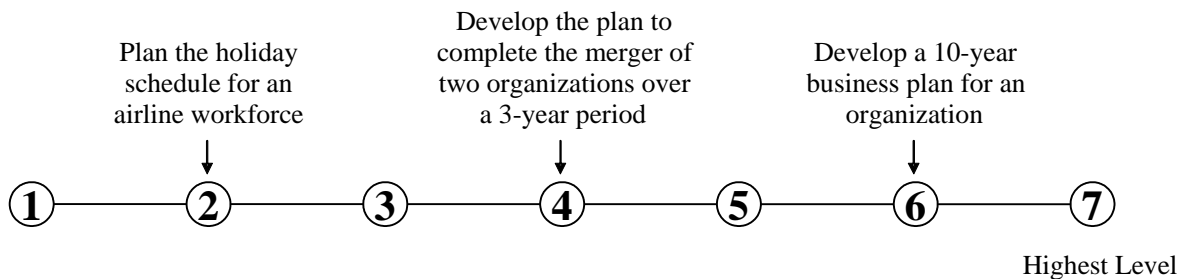 Plan the holiday
schedule for an
airline workforce
Develop the plan to
complete the merger of
two organizations over
a 3-year period
Develop a 10-year
business plan for an
organization
1 2 3 4 5 6 7
Highest Level